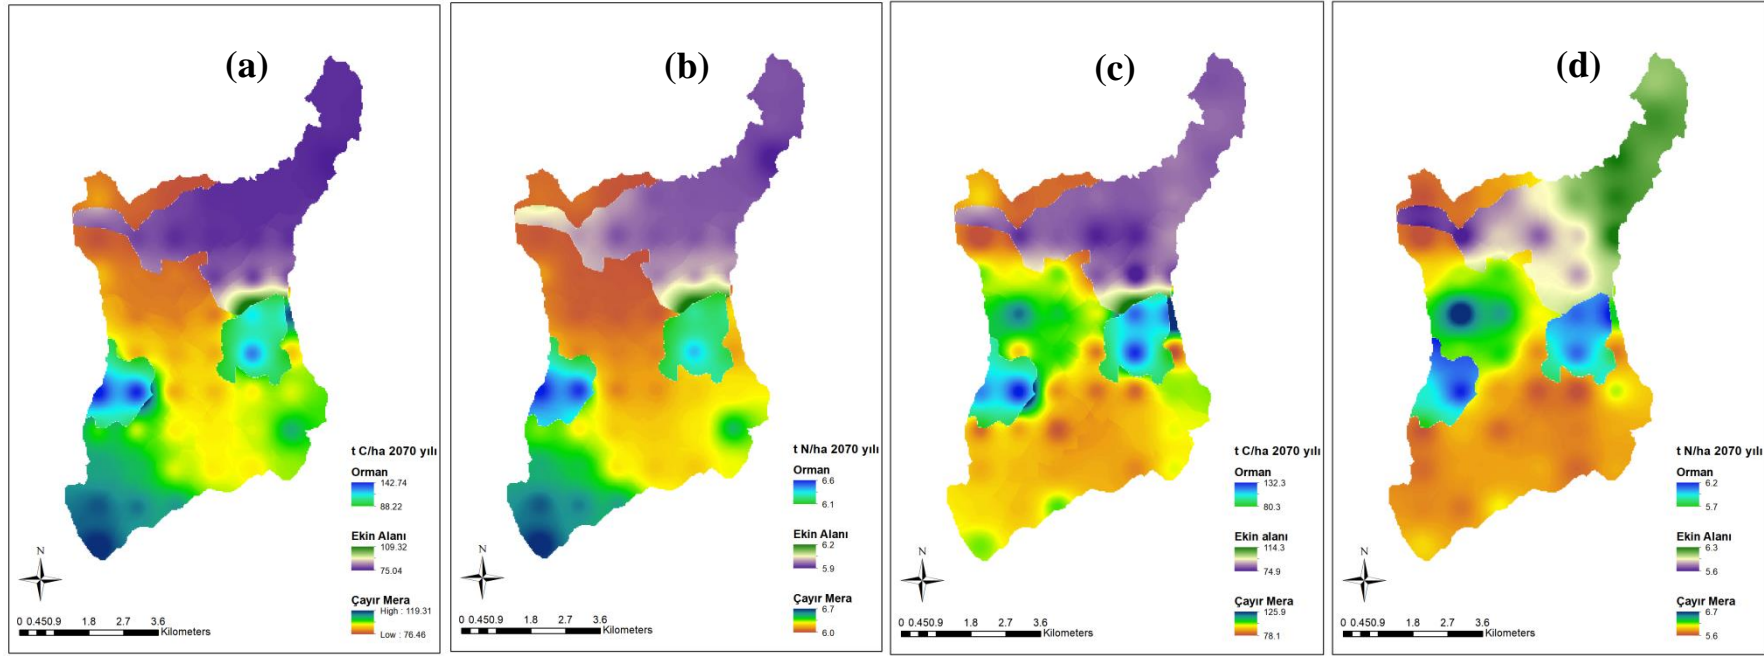 (a)
t C/ha 2070 yılı
Orman
142.74
88.22
Ekin Alanı
109.32
75.04
Çayır Mera
High : 119.31
Low : 76.46
N
0 0.450.9 1.8 2.7 3.6
Kilometers
(b)
t N/ha 2070 yılı
Orman
6.6
6.1
Ekin Alanı
6.2
5.9
Çayır Mera
6.7
6.0
N
0 0.450.9 1.8 2.7 3.6
Kilometers
(c)
t C/ha 2070 yılı
Orman
132.3
80.3
Ekin alanı
114.3
74.9
Çayır Mera
125.9
78.1
N
0 0.450.9 1.8 2.7 3.6
Kilometers
(d)
t N/ha 2070 yılı
Orman
6.2
5.7
Ekin Alanı
6.3
5.6
Çayır Mera
6.7
5.6
N
0 0.450.9 1.8 2.7 3.6
Kilometers